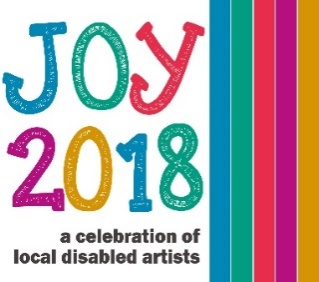 JOY
2018
a celebration of
local disabled artists